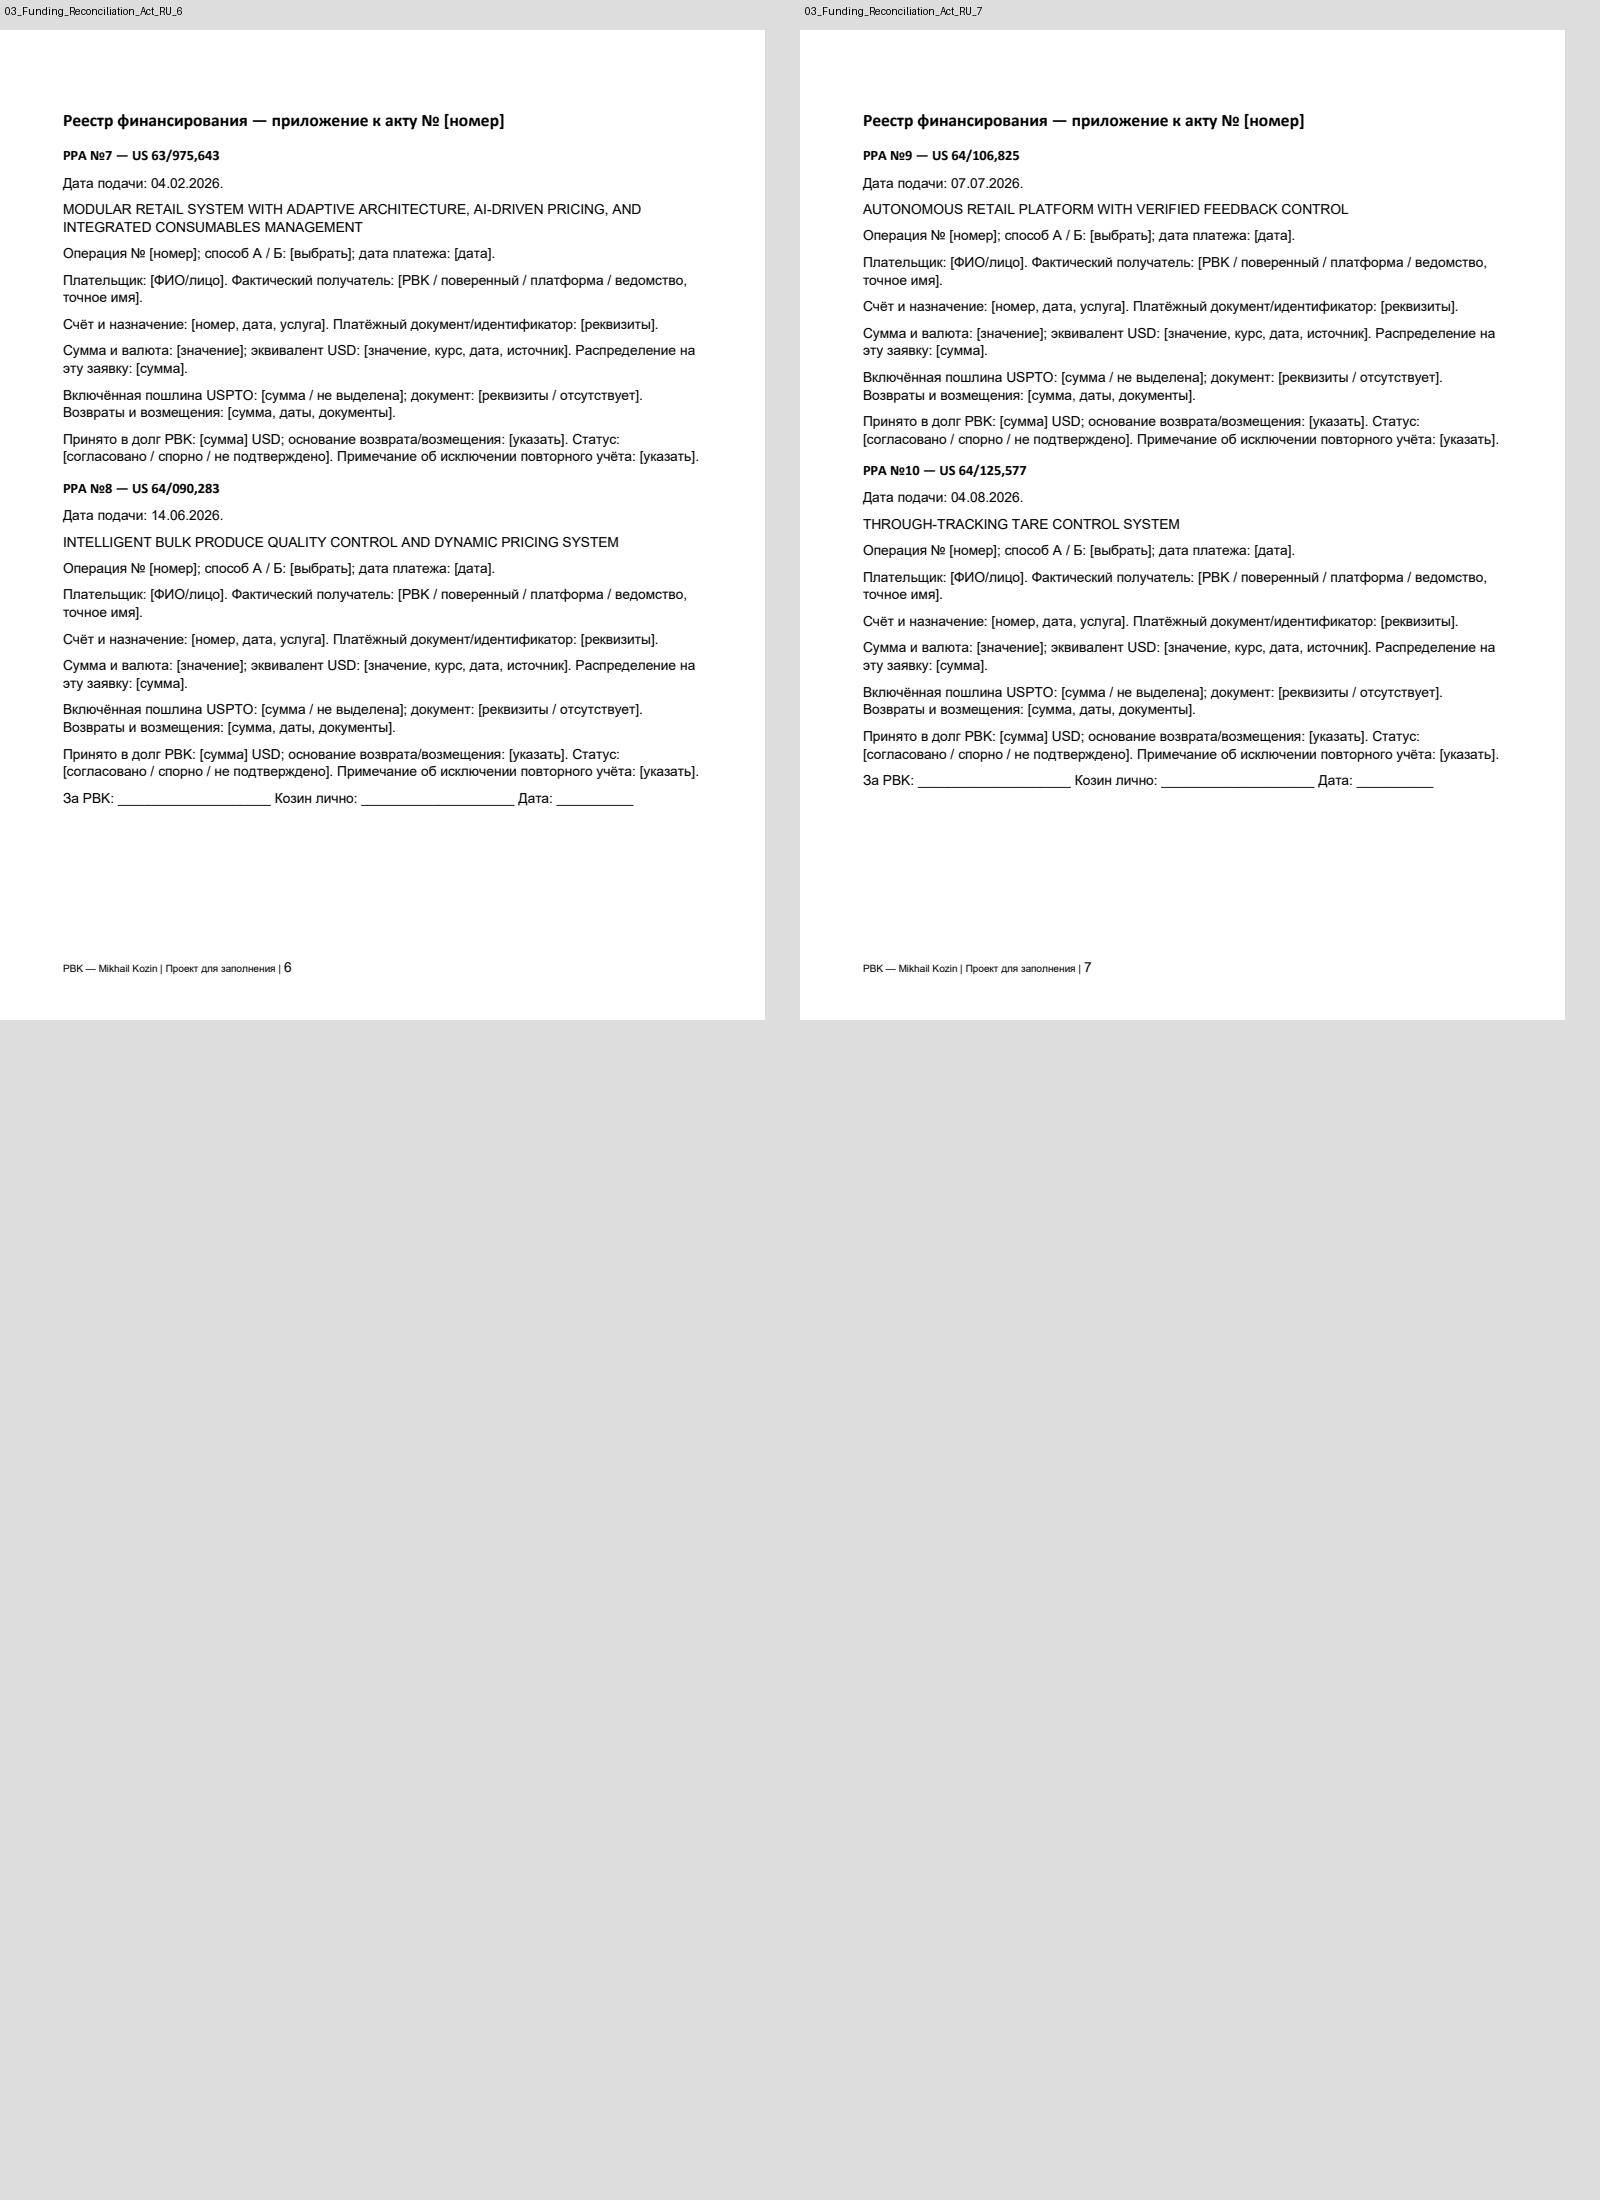 03_Funding_Reconciliation_Act_RU_6
Реестр финансирования — приложение к акту № [номер]
PPA №7 — US 63/975,643
Дата подачи: 04.02.2026.
MODULAR RETAIL SYSTEM WITH ADAPTIVE ARCHITECTURE, AI-DRIVEN PRICING, AND
INTEGRATED CONSUMABLES MANAGEMENT
Операция № [номер]; способ А / Б: [выбрать]; дата платежа: [дата].
Плательщик: [ФИО/лицо]. Фактический получатель: [PBK / поверенный / платформа / ведомство,
точное имя].
Счёт и назначение: [номер, дата, услуга]. Платёжный документ/идентификатор: [реквизиты].
Сумма и валюта: [значение]; эквивалент USD: [значение, курс, дата, источник]. Распределение на
эту заявку: [сумма].
Включённая пошлина USPTO: [сумма / не выделена]; документ: [реквизиты / отсутствует].
Возвраты и возмещения: [сумма, даты, документы].
Принято в долг PBK: [сумма] USD; основание возврата/возмещения: [указать]. Статус:
[согласовано / спорно / не подтверждено]. Примечание об исключении повторного учёта: [указать].
PPA №8 — US 64/090,283
Дата подачи: 14.06.2026.
INTELLIGENT BULK PRODUCE QUALITY CONTROL AND DYNAMIC PRICING SYSTEM
Операция № [номер]; способ А / Б: [выбрать]; дата платежа: [дата].
Плательщик: [ФИО/лицо]. Фактический получатель: [PBK / поверенный / платформа / ведомство,
точное имя].
Счёт и назначение: [номер, дата, услуга]. Платёжный документ/идентификатор: [реквизиты].
Сумма и валюта: [значение]; эквивалент USD: [значение, курс, дата, источник]. Распределение на
эту заявку: [сумма].
Включённая пошлина USPTO: [сумма / не выделена]; документ: [реквизиты / отсутствует].
Возвраты и возмещения: [сумма, даты, документы].
Принято в долг PBK: [сумма] USD; основание возврата/возмещения: [указать]. Статус:
[согласовано / спорно / не подтверждено]. Примечание об исключении повторного учёта: [указать].
За PBK: ____________________ Козин лично: ____________________ Дата: __________
PBK — Mikhail Kozin | Проект для заполнения | 6
03_Funding_Reconciliation_Act_RU_7
Реестр финансирования — приложение к акту № [номер]
PPA №9 — US 64/106,825
Дата подачи: 07.07.2026.
AUTONOMOUS RETAIL PLATFORM WITH VERIFIED FEEDBACK CONTROL
Операция № [номер]; способ А / Б: [выбрать]; дата платежа: [дата].
Плательщик: [ФИО/лицо]. Фактический получатель: [PBK / поверенный / платформа / ведомство,
точное имя].
Счёт и назначение: [номер, дата, услуга]. Платёжный документ/идентификатор: [реквизиты].
Сумма и валюта: [значение]; эквивалент USD: [значение, курс, дата, источник]. Распределение на
эту заявку: [сумма].
Включённая пошлина USPTO: [сумма / не выделена]; документ: [реквизиты / отсутствует].
Возвраты и возмещения: [сумма, даты, документы].
Принято в долг PBK: [сумма] USD; основание возврата/возмещения: [указать]. Статус:
[согласовано / спорно / не подтверждено]. Примечание об исключении повторного учёта: [указать].
PPA №10 — US 64/125,577
Дата подачи: 04.08.2026.
THROUGH-TRACKING TARE CONTROL SYSTEM
Операция № [номер]; способ А / Б: [выбрать]; дата платежа: [дата].
Плательщик: [ФИО/лицо]. Фактический получатель: [PBK / поверенный / платформа / ведомство,
точное имя].
Счёт и назначение: [номер, дата, услуга]. Платёжный документ/идентификатор: [реквизиты].
Сумма и валюта: [значение]; эквивалент USD: [значение, курс, дата, источник]. Распределение на
эту заявку: [сумма].
Включённая пошлина USPTO: [сумма / не выделена]; документ: [реквизиты / отсутствует].
Возвраты и возмещения: [сумма, даты, документы].
Принято в долг PBK: [сумма] USD; основание возврата/возмещения: [указать]. Статус:
[согласовано / спорно / не подтверждено]. Примечание об исключении повторного учёта: [указать].
За PBK: ____________________ Козин лично: ____________________ Дата: __________
PBK — Mikhail Kozin | Проект для заполнения | 7